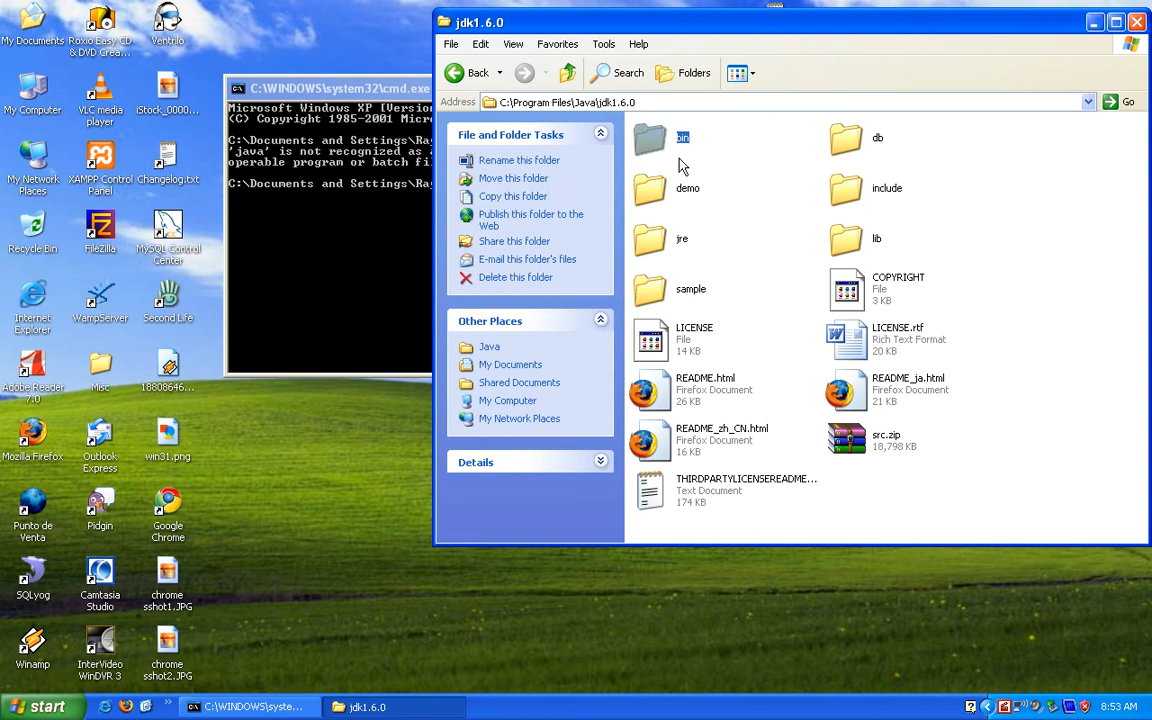 My Documents
Roxio Easy CD
& DVD Crea...
Ventrilo
My Computer
VLC media
player
iStock_0000...
My Network
Places
XAMPP Control
Panel
Changelog.txt
Recycle Bin
FileZilla
MySQL Control
Center
Internet
Explorer
WampServer
Second Life
Adobe Reader
7.0
Misc
18808646...
Mozilla Firefox
Outlook
Express
win31.png
Punto de
Venta
Pidgin
Google
Chrome
SQLyog
Camtasia
Studio
chrome
sshot1.JPG
Winamp
InterVideo
WinDVR 3
chrome
sshot2.JPG
C:\WINDOWS\system32\cmd.exe
Microsoft Windows XP [Version
(C) Copyright 1985-2001 Micro
C:\Documents and Settings\Ra
'java' is not recognized as a
operable program or batch fil
C:\Documents and Settings\Ra
jdk1.6.0
File Edit View Favorites Tools Help
Back Search Folders
Address C:\Program Files\Java\jdk1.6.0 Go
File and Folder Tasks
Rename this folder
Move this folder
Copy this folder
Publish this folder to the
Web
Share this folder
E-mail this folder's files
Delete this folder
Other Places
Java
My Documents
Shared Documents
My Computer
My Network Places
Details
bin
db
demo
include
jre
lib
sample
COPYRIGHT
File
3 KB
LICENSE
File
14 KB
LICENSE.rtf
Rich Text Format
20 KB
README.html
Firefox Document
26 KB
README_ja.html
Firefox Document
21 KB
README_zh_CN.html
Firefox Document
16 KB
src.zip
18,798 KB
THIRDPARTYLICENSEREADME...
Text Document
174 KB
start
C:\WINDOWS\syste...
jdk1.6.0
8:53 AM